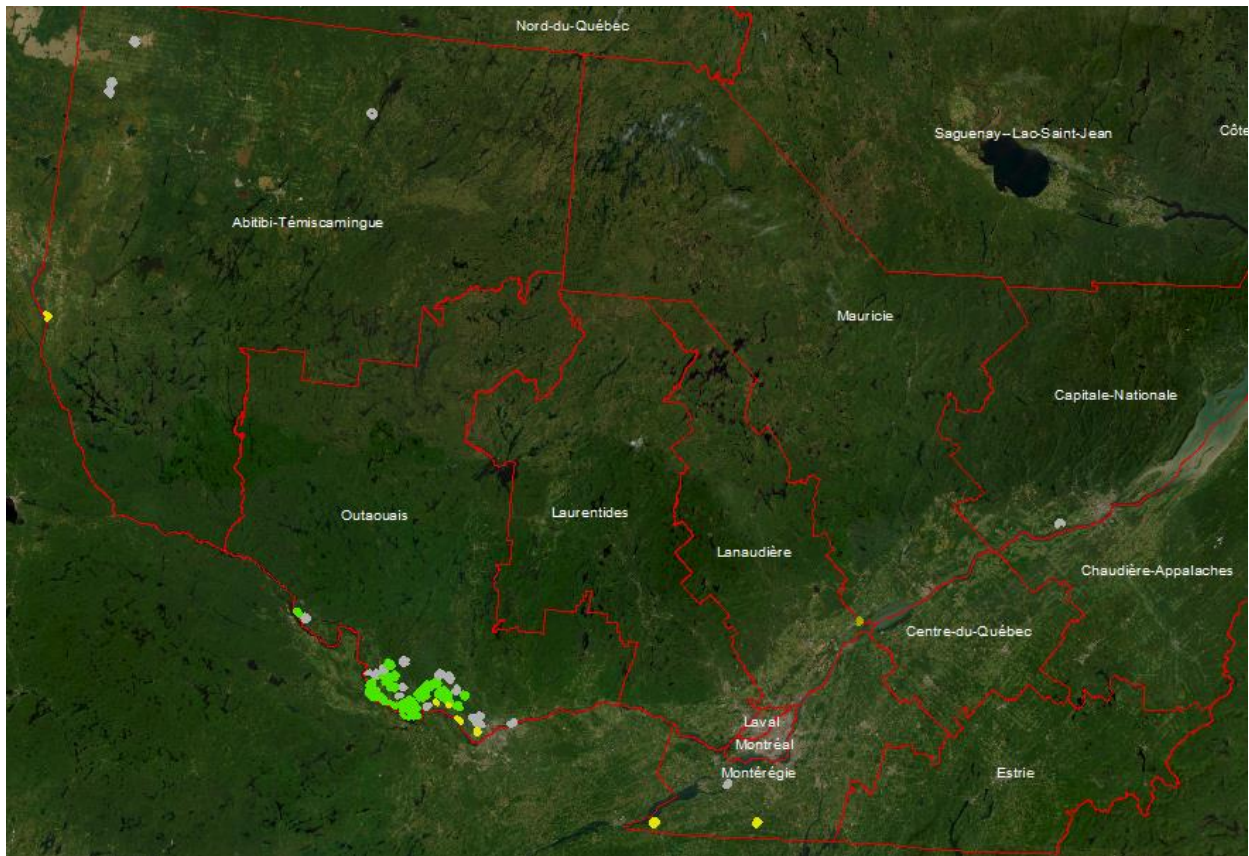 Nord-du-Québec
Saguenay--Lac-Saint-Jean
Côte
Abitibi-Témiscamingue
Mauricie
Capitale-Nationale
Outaouais
Laurentides
Lanaudière
Chaudière-Appalaches
Centre-du-Québec
Laval
Montréal
Montérégie
Estrie